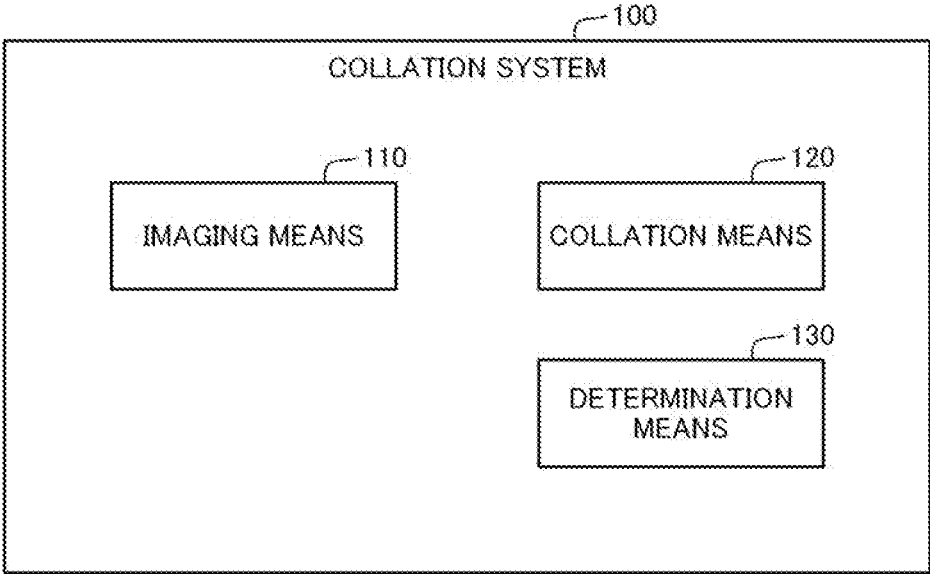 100
COLLATION SYSTEM
110
IMAGING MEANS
120
COLLATION MEANS
130
DETERMINATION
MEANS